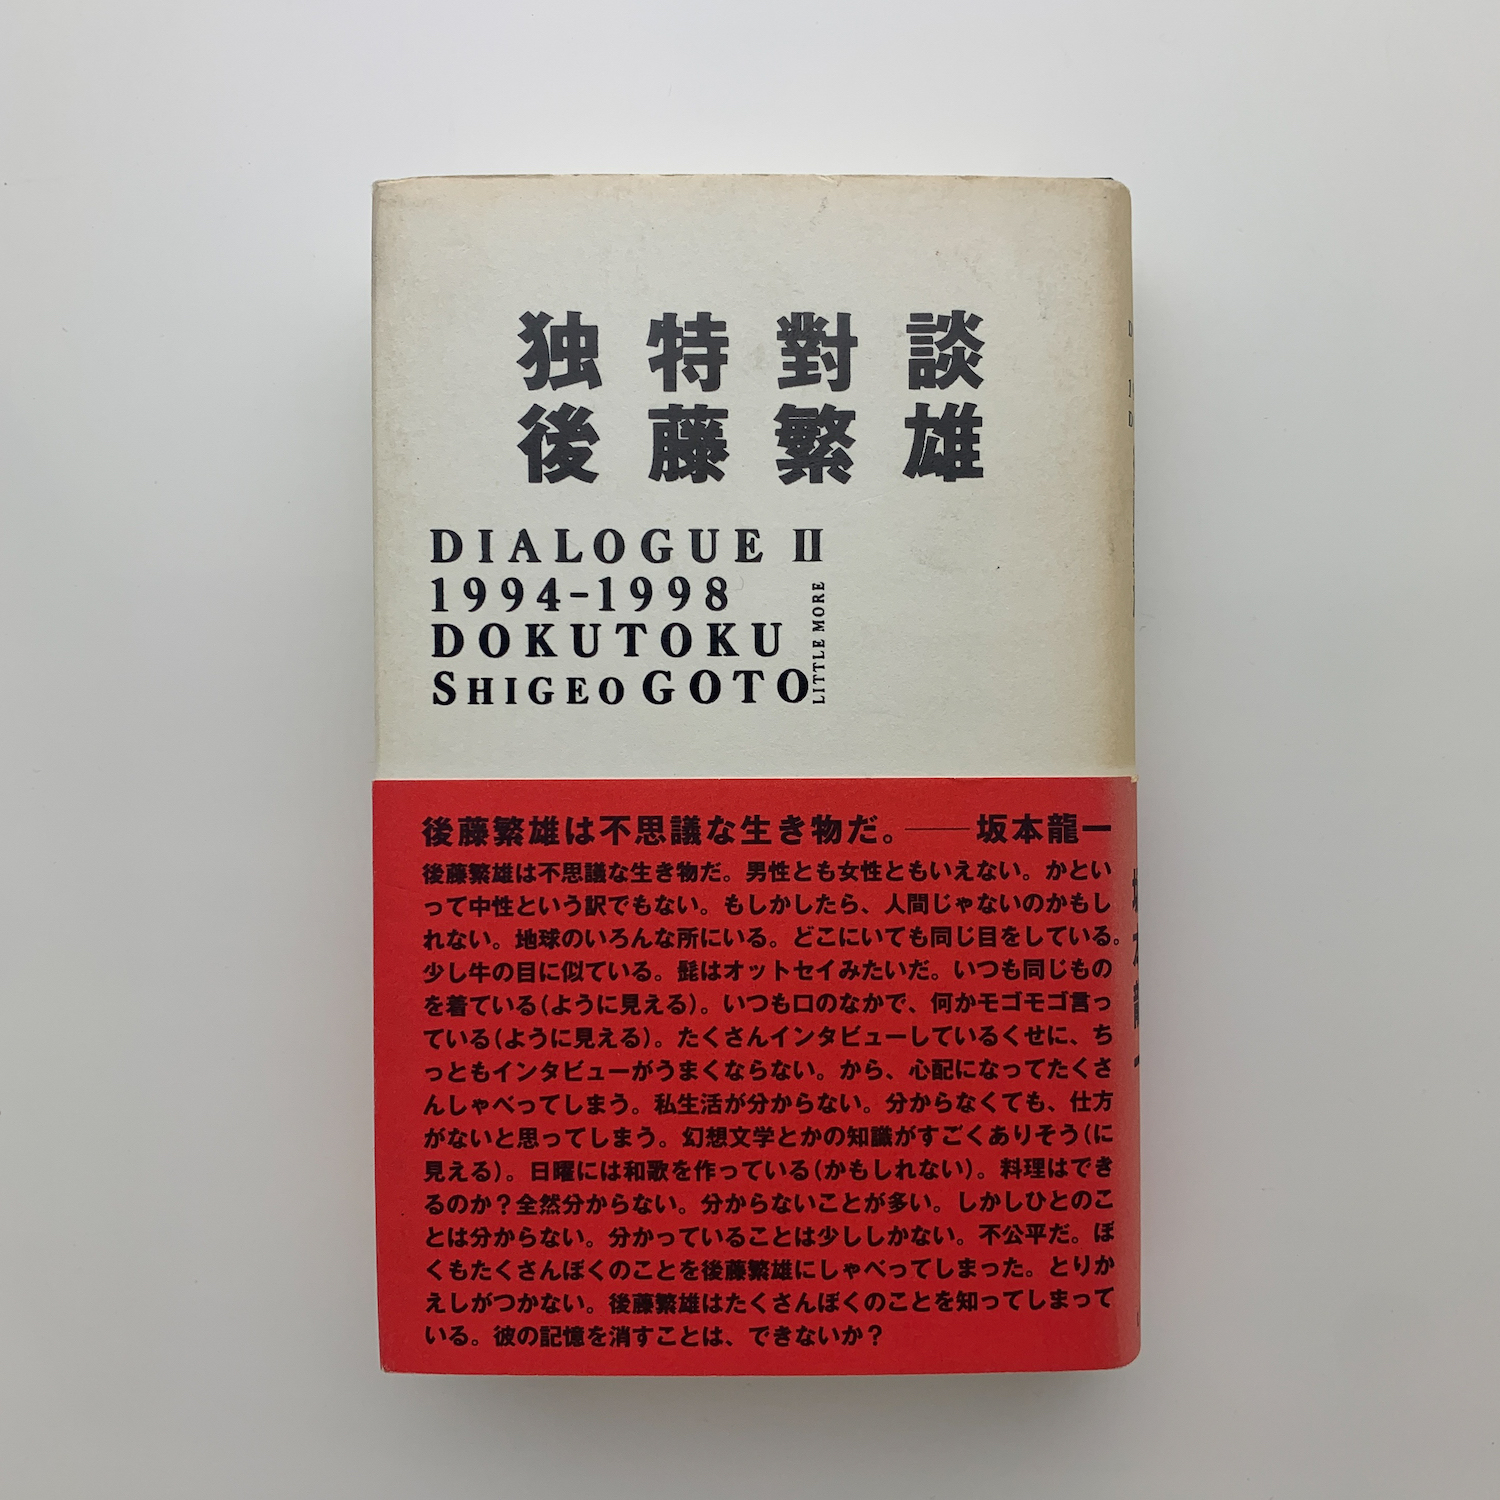 独特對談
後藤繁雄
DIALOGUE II
1994-1998
DOKUTOKU
SHIGEO GOTO
LITTLE MORE
後藤繁雄は不思議な生き物だ。——坂本龍一
後藤繁雄は不思議な生き物だ。男性とも女性ともいえない。かとい
って中性という訳でもない。もしかしたら、人間じゃないのかもし
れない。地球のいろんな所にいる。どこにいても同じ目をしている。
少し牛の目に似ている。髭はオットセイみたいだ。いつも同じもの
を着ている(ように見える)。いつも口のなかで、何かモゴモゴ言っ
ている(ように見える)。たくさんインタビューしているくせに、ち
っともインタビューがうまくならない。から、心配になってたくさ
んしゃべってしまう。私生活が分からない。分からなくても、仕方
がないと思ってしまう。幻想文学とかの知識がすごくありそう(に
見える)。日曜には和歌を作っている(かもしれない)。料理はでき
るのか？全然分からない。分からないことが多い。しかしひとのこ
とは分からない。分かっていることは少ししかない。不公平だ。ぼ
くもたくさんぼくのことを後藤繁雄にしゃべってしまった。とりか
えしがつかない。後藤繁雄はたくさんぼくのことを知ってしまって
いる。彼の記憶を消すことは、できないか？